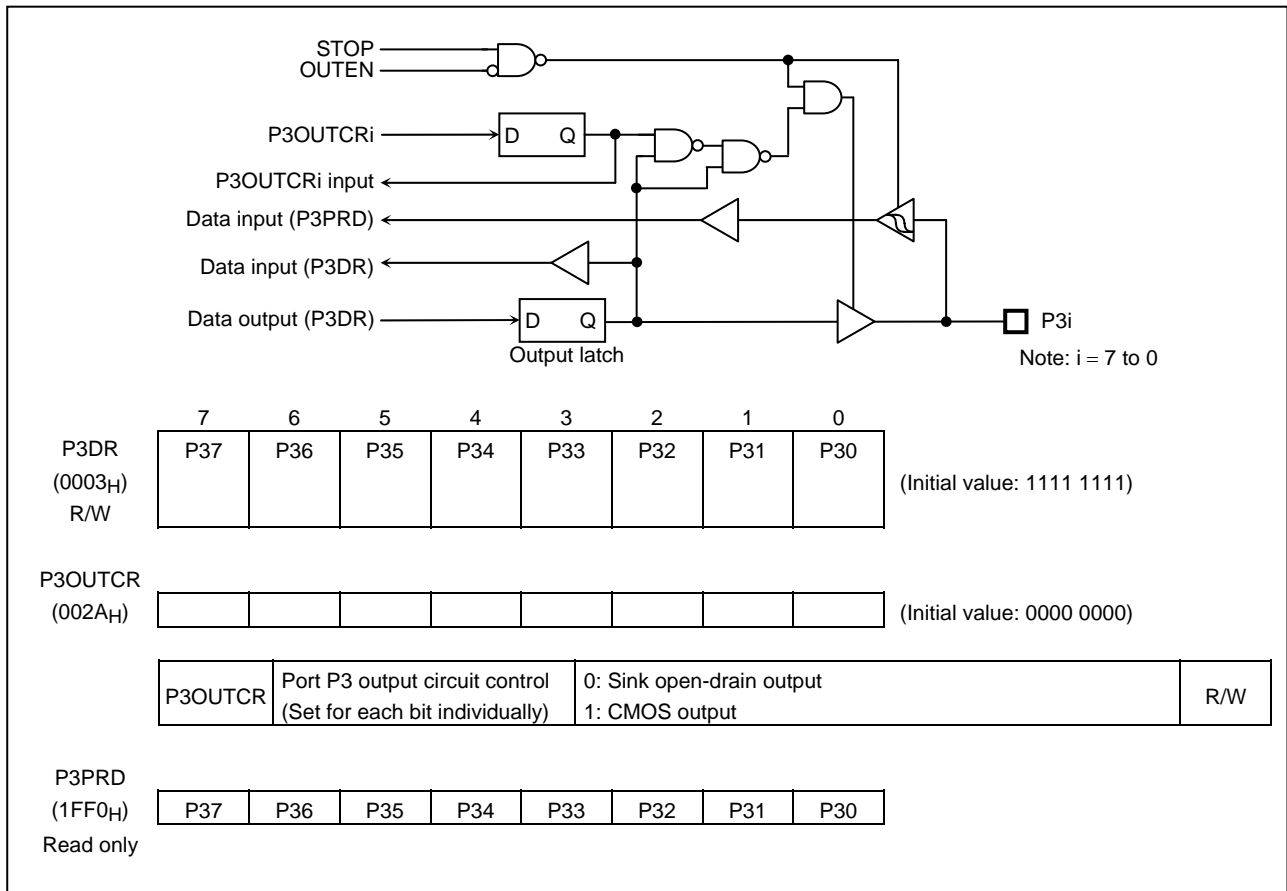 STOP
OUTEN
P3OUTCRi
D Q
P3OUTCRi input
Data input (P3PRD)
Data input (P3DR)
Data output (P3DR)
D Q
Output latch
P3i
Note: i = 7 to 0
7 6 5 4 3 2 1 0
P3DR
(0003H)
R/W
P37 P36 P35 P34 P33 P32 P31 P30
(Initial value: 1111 1111)
P3OUTCR
(002AH)
(Initial value: 0000 0000)
P3OUTCR
Port P3 output circuit control
(Set for each bit individually)
0: Sink open-drain output
1: CMOS output
R/W
P3PRD
(1FF0H)
Read only
P37 P36 P35 P34 P33 P32 P31 P30